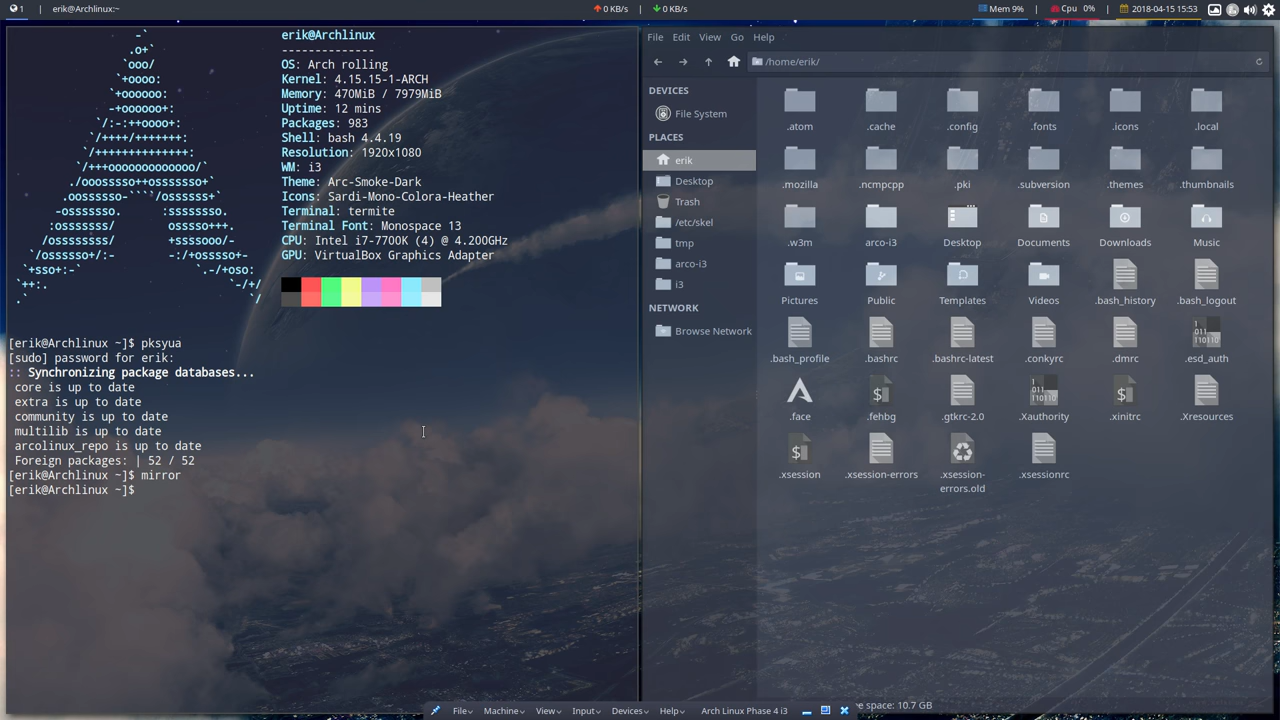 1
erik@Archlinux:~
0 KB/s
|
0 KB/s
Mem 9%
|
Cpu 0%
|
2018-04-15 15:53
erik@Archlinux
--------------
OS: Arch rolling
Kernel: 4.15.15-1-ARCH
Memory: 470MiB / 7979MiB
Uptime: 12 mins
Packages: 983
Shell: bash 4.4.19
Resolution: 1920x1080
WM: i3
Theme: Arc-Smoke-Dark
Icons: Sardi-Mono-Colora-Heather
Terminal: termite
Terminal Font: Monospace 13
CPU: Intel i7-7700K (4) @ 4.200GHz
GPU: VirtualBox Graphics Adapter
[erik@Archlinux ~]$ pksyua
[sudo] password for erik:
:: Synchronizing package databases...
core is up to date
extra is up to date
community is up to date
multilib is up to date
arcolinux_repo is up to date
Foreign packages: | 52 / 52
[erik@Archlinux ~]$ mirror
[erik@Archlinux ~]$
File Edit View Go Help
/home/erik/
DEVICES
File System
PLACES
erik
Desktop
Trash
/etc/skel
tmp
arco-i3
i3
NETWORK
Browse Network
.atom .cache .config .fonts .icons .local
.mozilla .ncmpcpp .pki .subversion .themes .thumbnails
.w3m arco-i3 Desktop Documents Downloads Music
Pictures Public Templates Videos .bash_history .bash_logout
.bash_profile .bashrc .bashrc-latest .conkyrc .dmrc .esd_auth
.face .fehbg .gtkrc-2.0 .Xauthority .xinitrc .Xresources
.xsession .xsession-errors .xsession-errors.old .xsessionrc
File Machine View Input Devices Help Arch Linux Phase 4 i3
e space: 10.7 GB